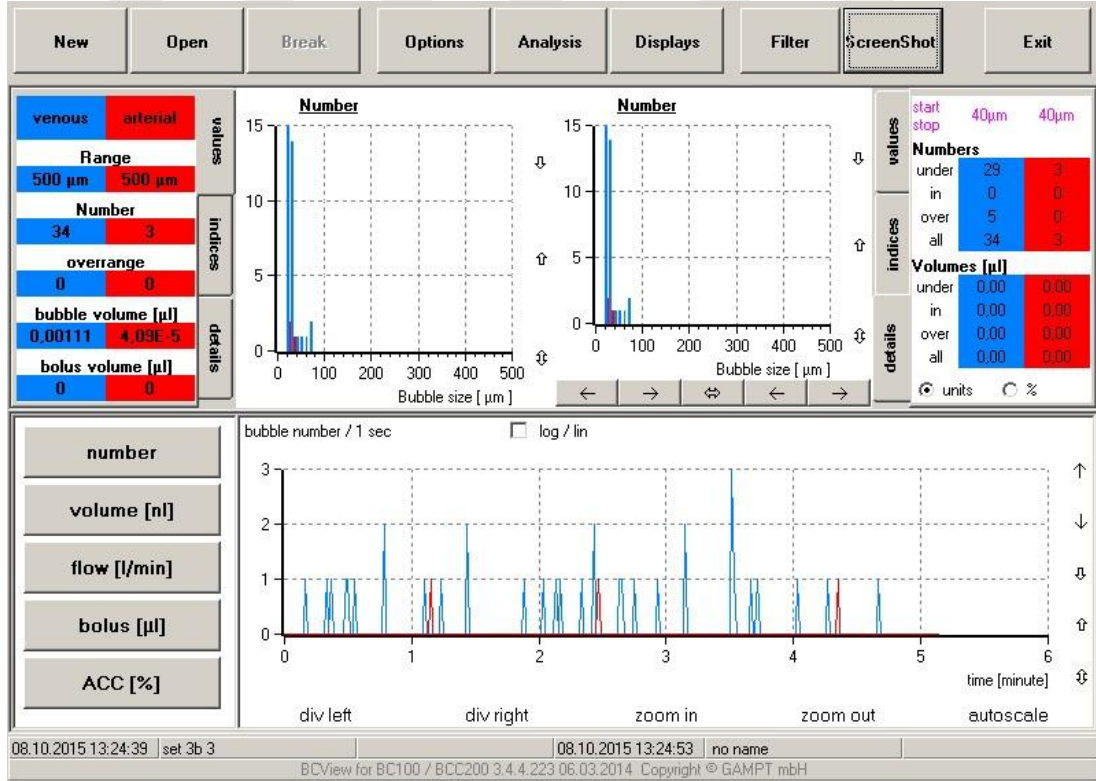 New Open Break Options Analysis Displays Filter ScreenShot Exit
venous arterial
Range
500 µm 500 µm
Number
34 3
overrange
0 0
bubble volume [µl]
0,00111 4,09E-5
bolus volume [µl]
0 0
values
indices
details
Number
15
10
5
0
0 100 200 300 400 500
Bubble size [ µm ]
Number
15
10
5
0
0 100 200 300 400 500
Bubble size [ µm ]
values
indices
details
start 40µm 40µm
stop
Numbers
under 29 3
in 0 0
over 5 0
all 34 3
Volumes [µl]
under 0,00 0,00
in 0,00 0,00
over 0,00 0,00
all 0,00 0,00
units %
number
volume [nl]
flow [l/min]
bolus [µl]
ACC [%]
bubble number / 1 sec log / lin
3
2
1
0
0 1 2 3 4 5 6
time [minute]
div left div right zoom in zoom out autoscale
08.10.2015 13:24:39 set 3b 3 08.10.2015 13:24:53 no name
BCView for BC100 / BCC200 3.4.4.223 06.03.2014 Copyright © GAMPT mbH